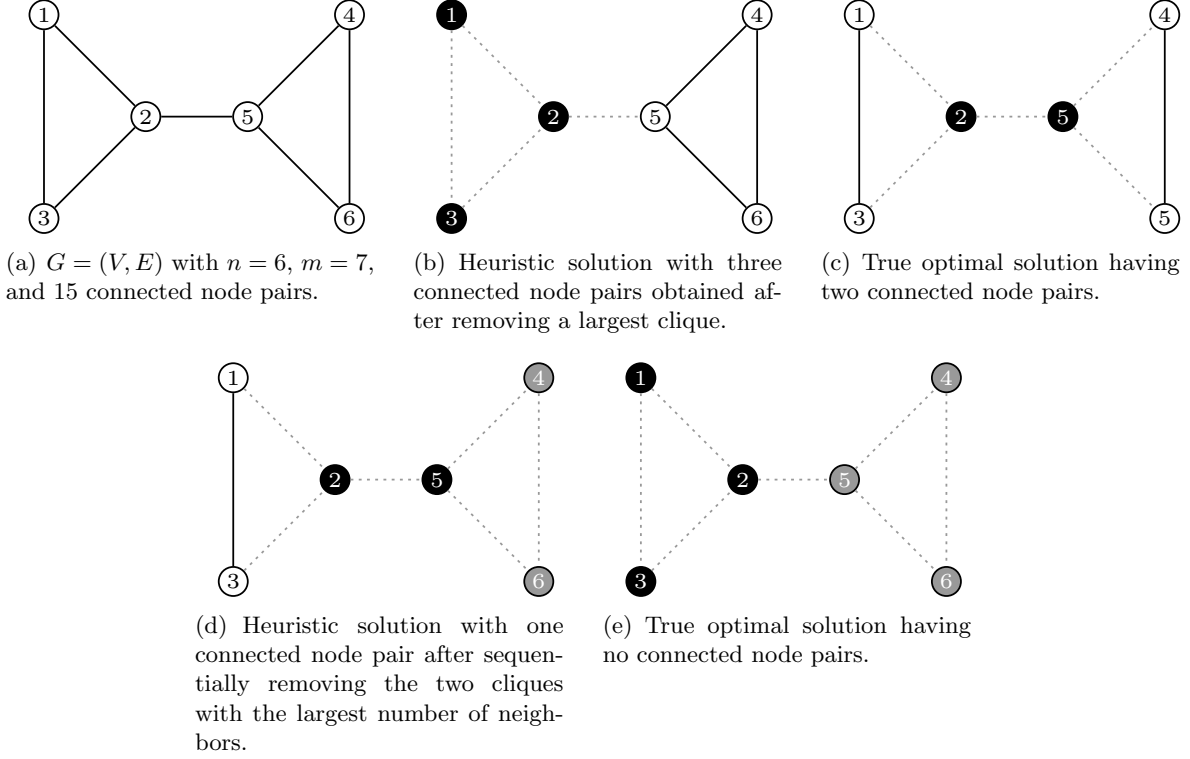 1 4 1 4 1 4
2 5 2 5 2 5
3 6 3 6 3 5
(a) G = (V, E) with n = 6, m = 7,
and 15 connected node pairs.
(b) Heuristic solution with three
connected node pairs obtained af-
ter removing a largest clique.
(c) True optimal solution having
two connected node pairs.
1 4 1 4
2 5 2 5
3 6 3 6
(d) Heuristic solution with one
connected node pair after sequen-
tially removing the two cliques
with the largest number of neigh-
bors.
(e) True optimal solution having
no connected node pairs.